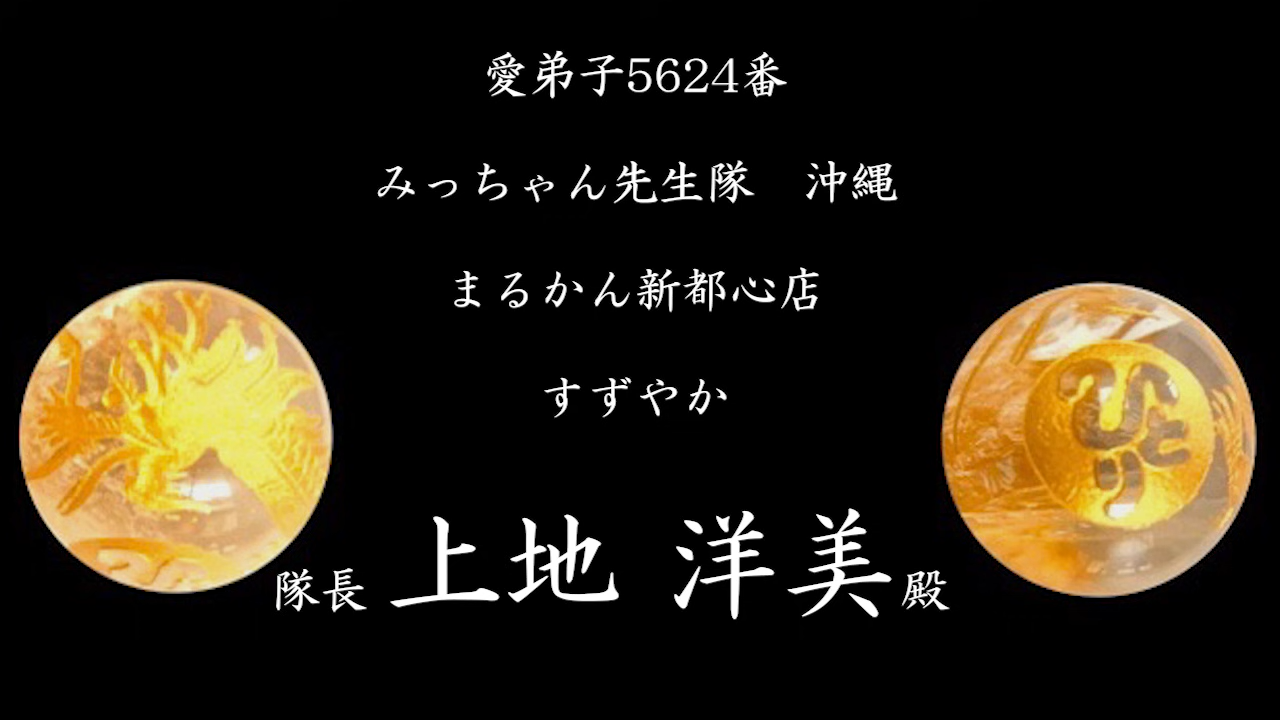 愛弟子5624番
みっちゃん先生隊　沖縄
まるかん新都心店
すずやか
隊長 上地 洋美 殿
ひとり